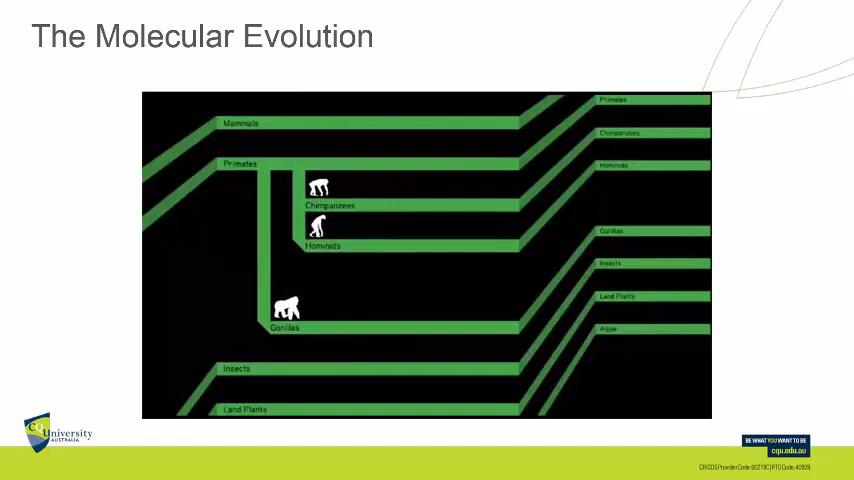 The Molecular Evolution
Mammals
Primates
Chimpanzees
Hominids
Gorillas
Insects
Land Plants
Primates
Chimpanzees
Hominids
Gorillas
Insects
Land Plants
Algae
CQUniversity
AUSTRALIA
BE WHAT YOU WANT TO BE
cqu.edu.au
CRICOS Provider Code: 00219C | RTO Code: 40939